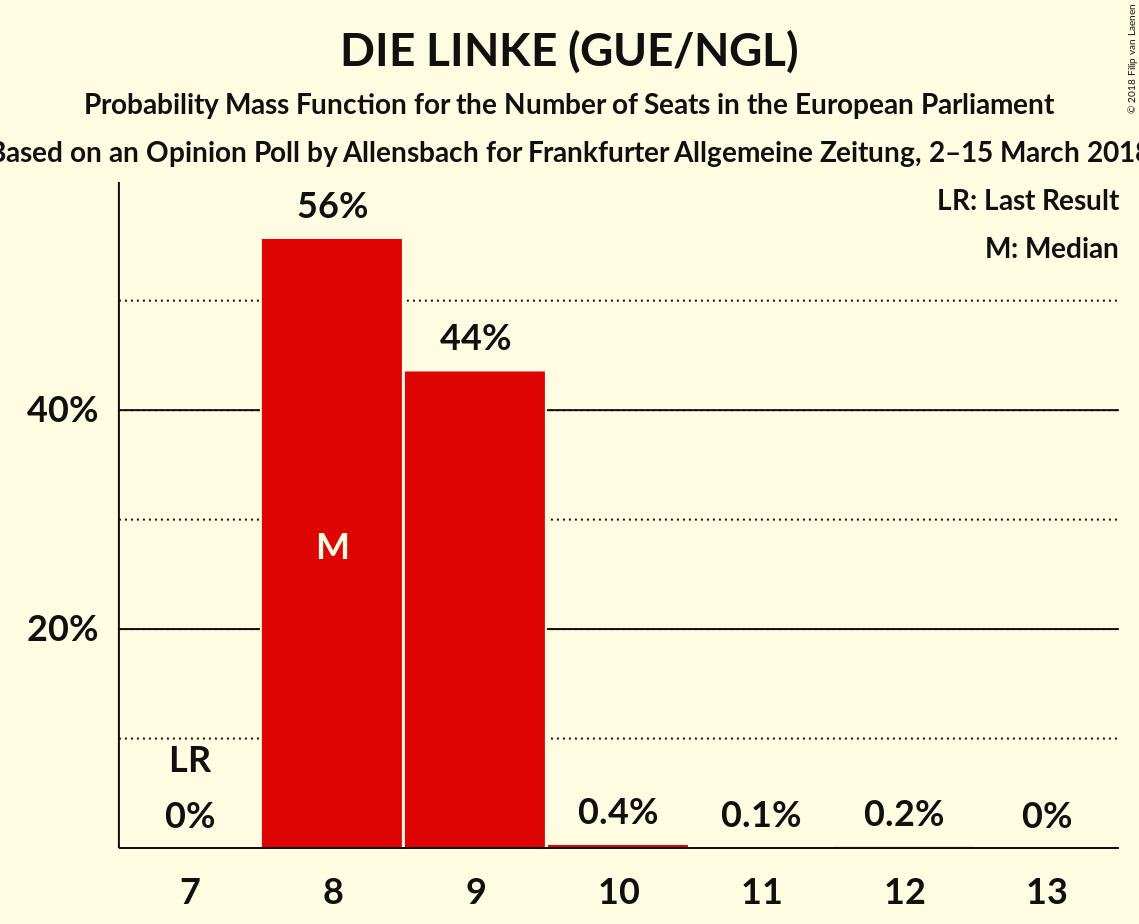 DIE LINKE (GUE/NGL)
Probability Mass Function for the Number of Seats in the European Parliament
Based on an Opinion Poll by Allensbach for Frankfurter Allgemeine Zeitung, 2–15 March 2018
© 2018 Filip van Laenen
LR: Last Result
M: Median
56%
44%
40%
M
20%
LR
0%
0.4%
0.1%
0.2%
0%
7
8
9
10
11
12
13